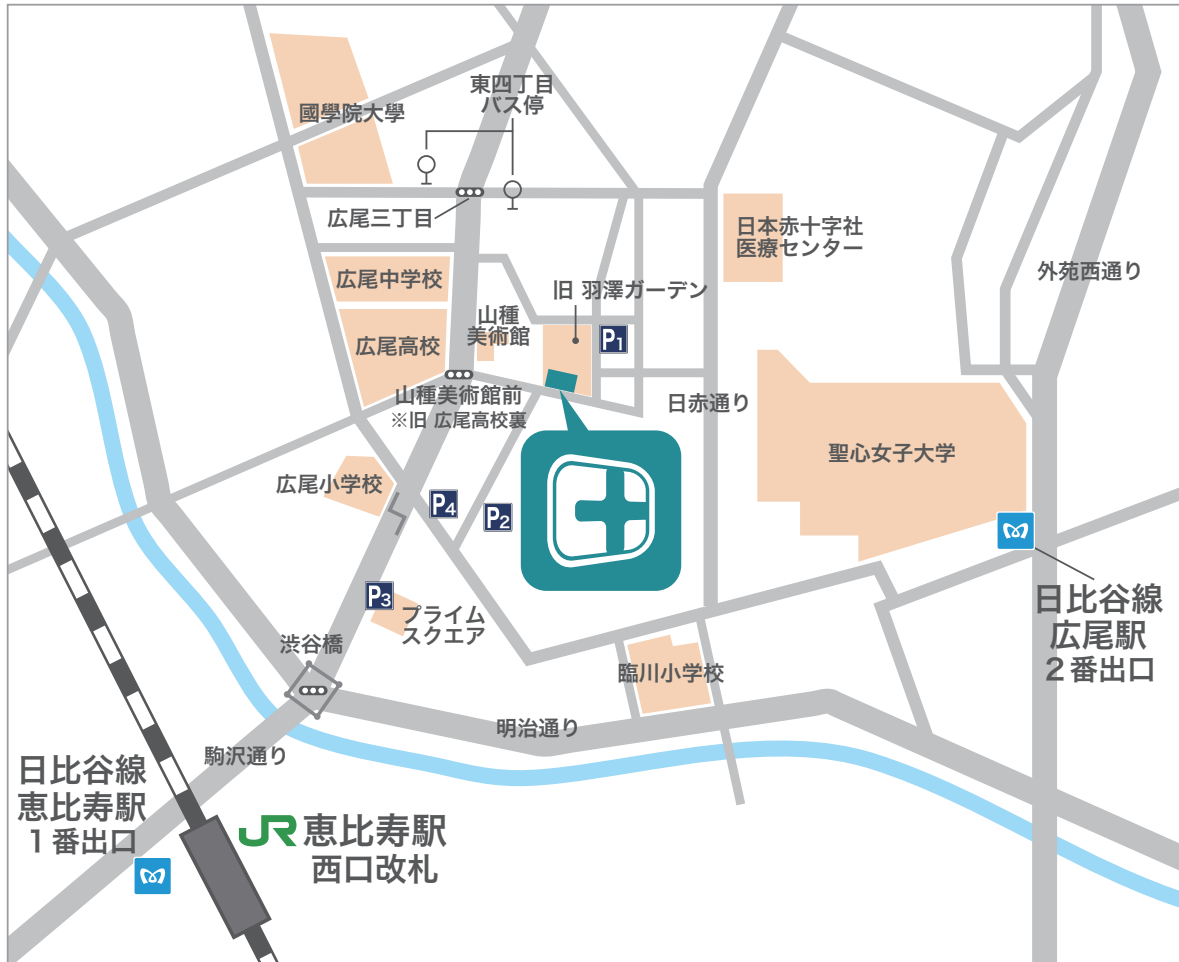 東四丁目
バス停
國學院大學
広尾三丁目
日本赤十字社
医療センター
外苑西通り
広尾中学校
旧 羽澤ガーデン
山種
美術館
P1
広尾高校
山種美術館前
※旧 広尾高校裏
日赤通り
聖心女子大学
広尾小学校
P4
P2
P3
プライム
スクエア
日比谷線
広尾駅
2番出口
渋谷橋
臨川小学校
明治通り
駒沢通り
日比谷線
恵比寿駅
1番出口
JR 恵比寿駅
西口改札